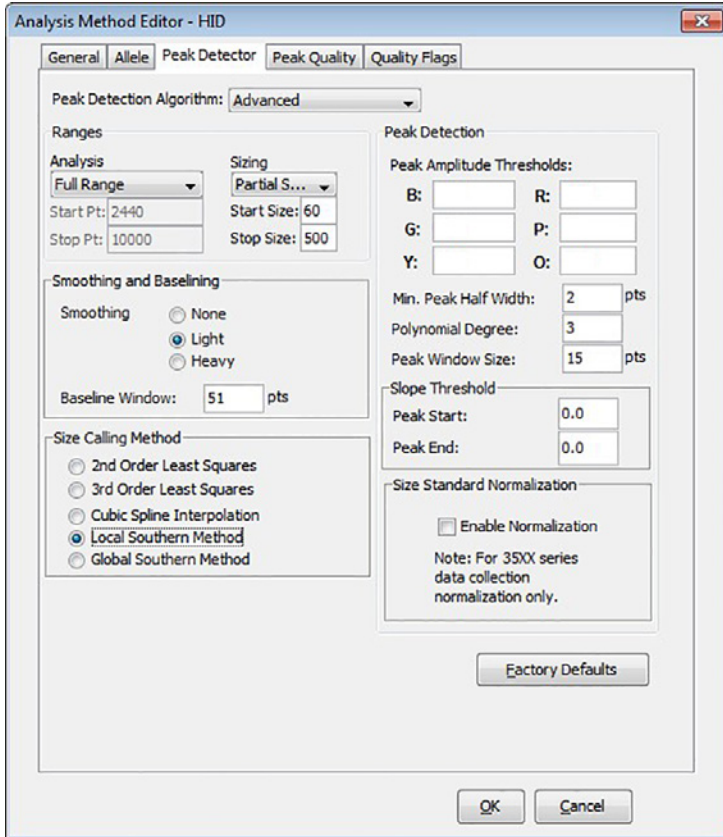 Analysis Method Editor - HID
General Allele Peak Detector Peak Quality Quality Flags
Peak Detection Algorithm: Advanced
Ranges
Analysis
Full Range
Start Pt: 2440
Stop Pt: 10000
Sizing
Partial S...
Start Size: 60
Stop Size: 500
Smoothing and Baselining
Smoothing
None
Light
Heavy
Baseline Window: 51 pts
Size Calling Method
2nd Order Least Squares
3rd Order Least Squares
Cubic Spline Interpolation
Local Southern Method
Global Southern Method
Peak Detection
Peak Amplitude Thresholds:
B: R:
G: P:
Y: O:
Min. Peak Half Width: 2 pts
Polynomial Degree: 3
Peak Window Size: 15 pts
Slope Threshold
Peak Start: 0.0
Peak End: 0.0
Size Standard Normalization
Enable Normalization
Note: For 35XX series
data collection
normalization only.
Factory Defaults
OK Cancel